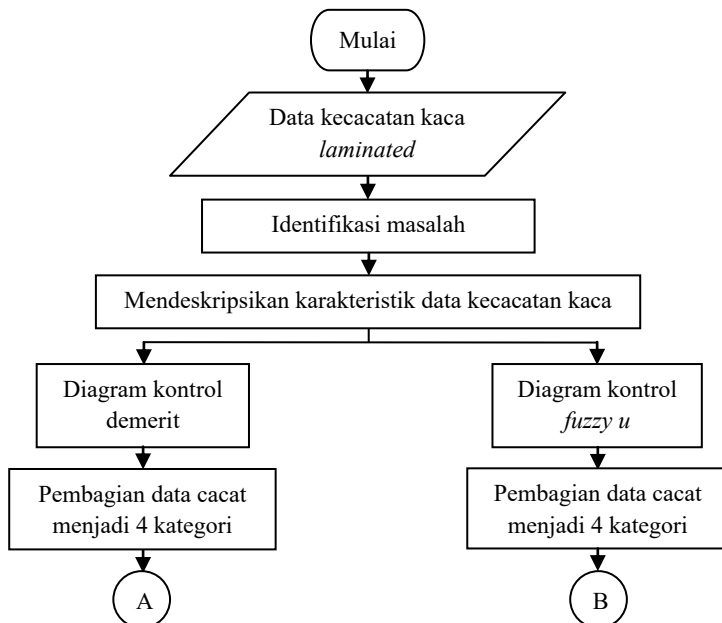 Mulai
Data kecacatan kaca
laminated
Identifikasi masalah
Mendeskripsikan karakteristik data kecacatan kaca
Diagram kontrol
demerit
Diagram kontrol
fuzzy u
Pembagian data cacat
menjadi 4 kategori
Pembagian data cacat
menjadi 4 kategori
A
B